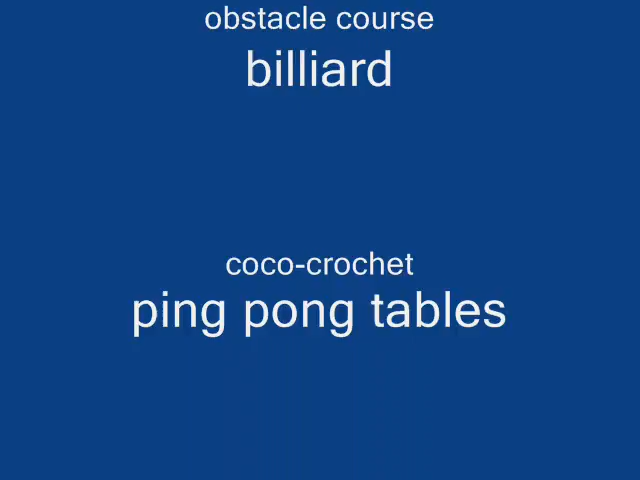 obstacle course
billiard
coco-crochet
ping pong tables